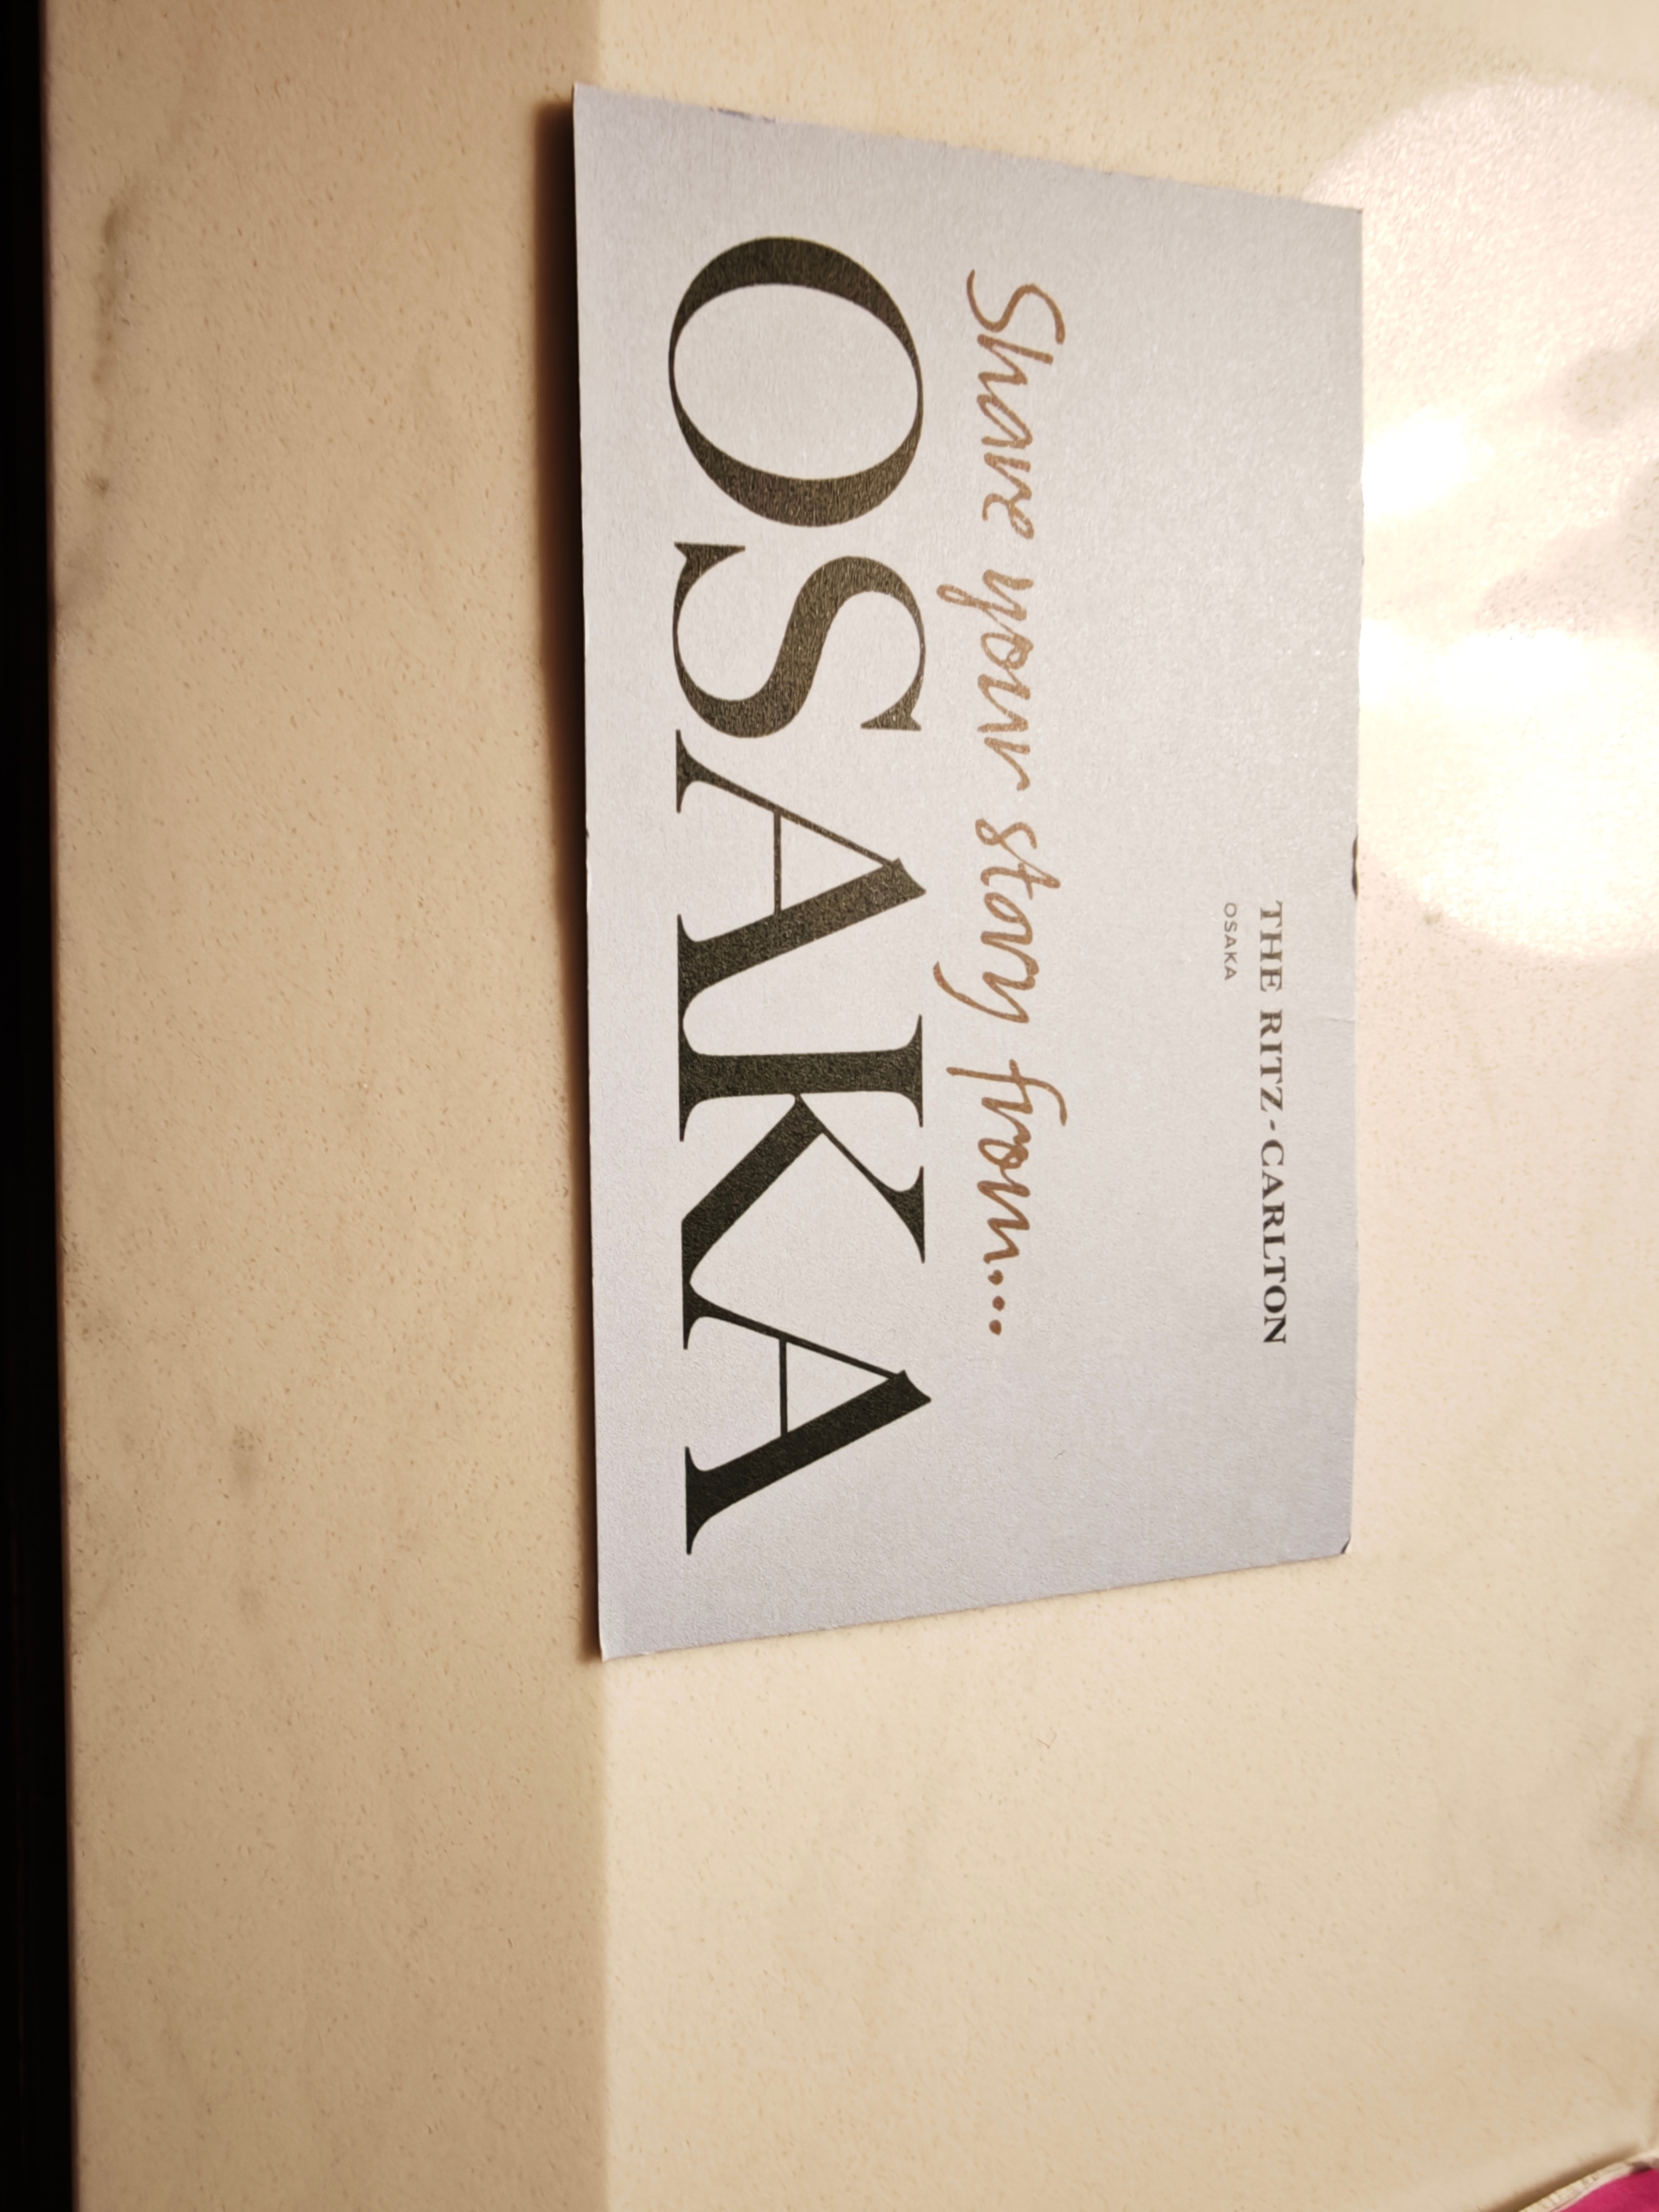 THE RITZ-CARLTON
OSAKA
Share your story from...
OSAKA